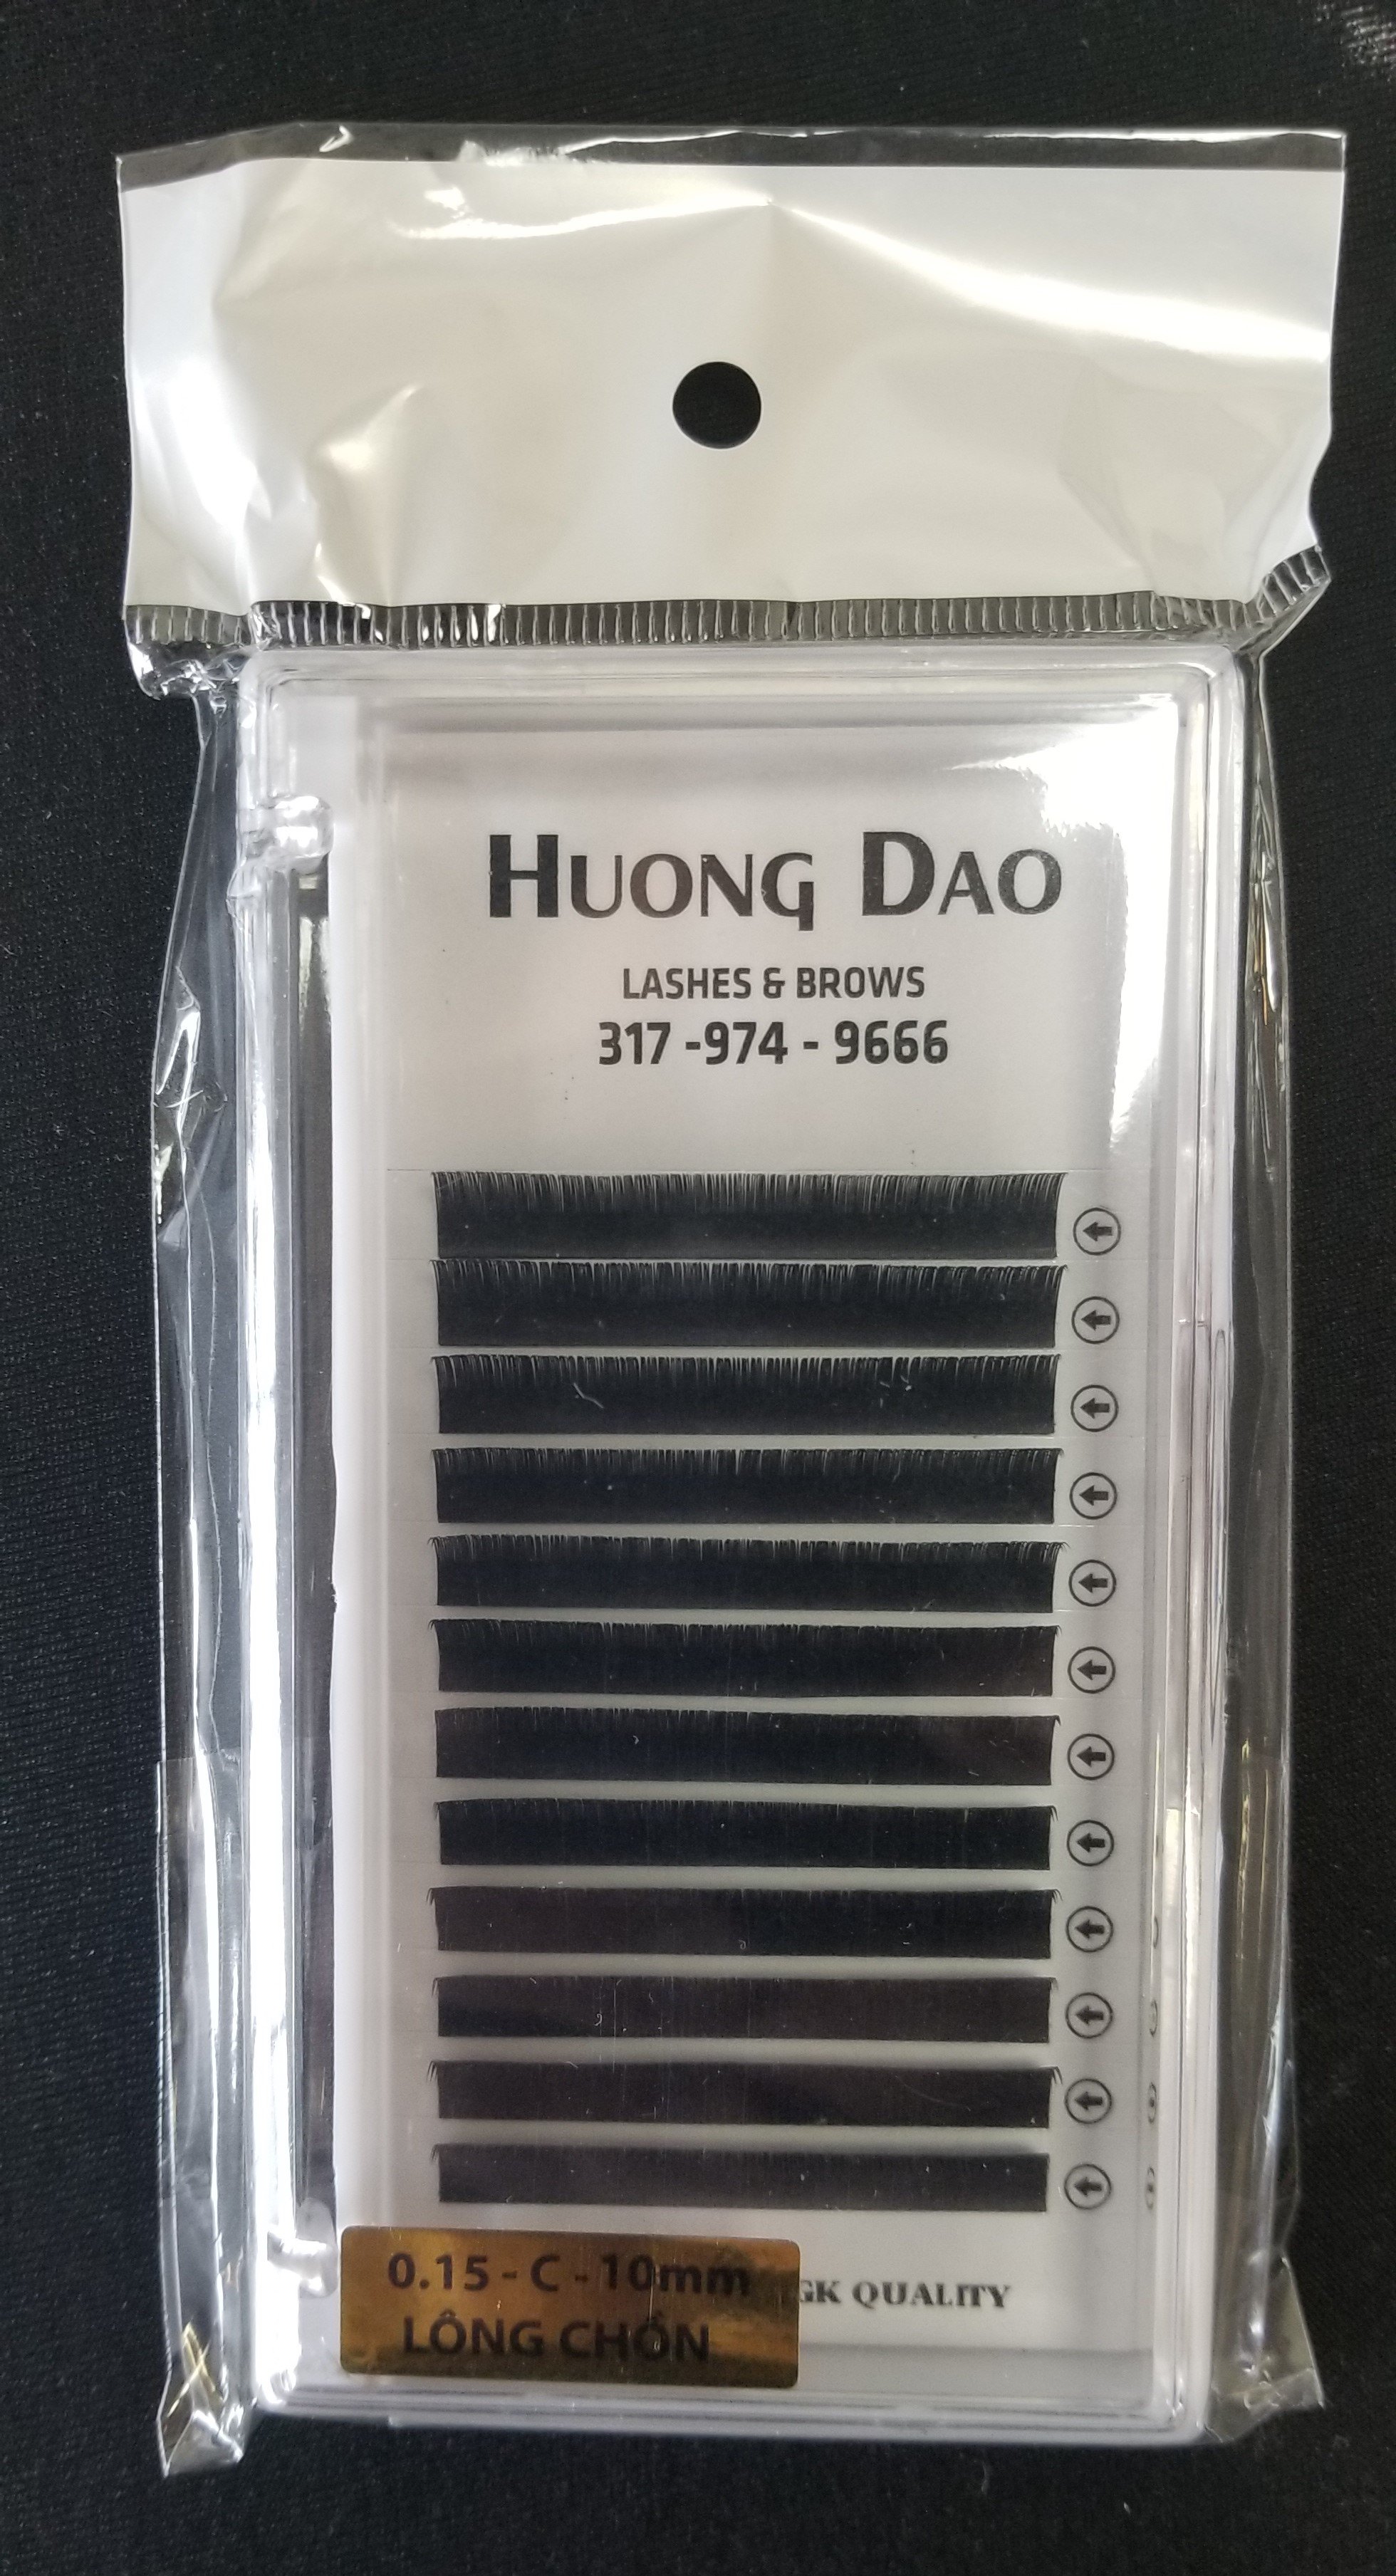 HUONG DAO
LASHES & BROWS
317 -974 - 9666
0.15 - C - 10mm
LÔNG CHỒN
QUALITY